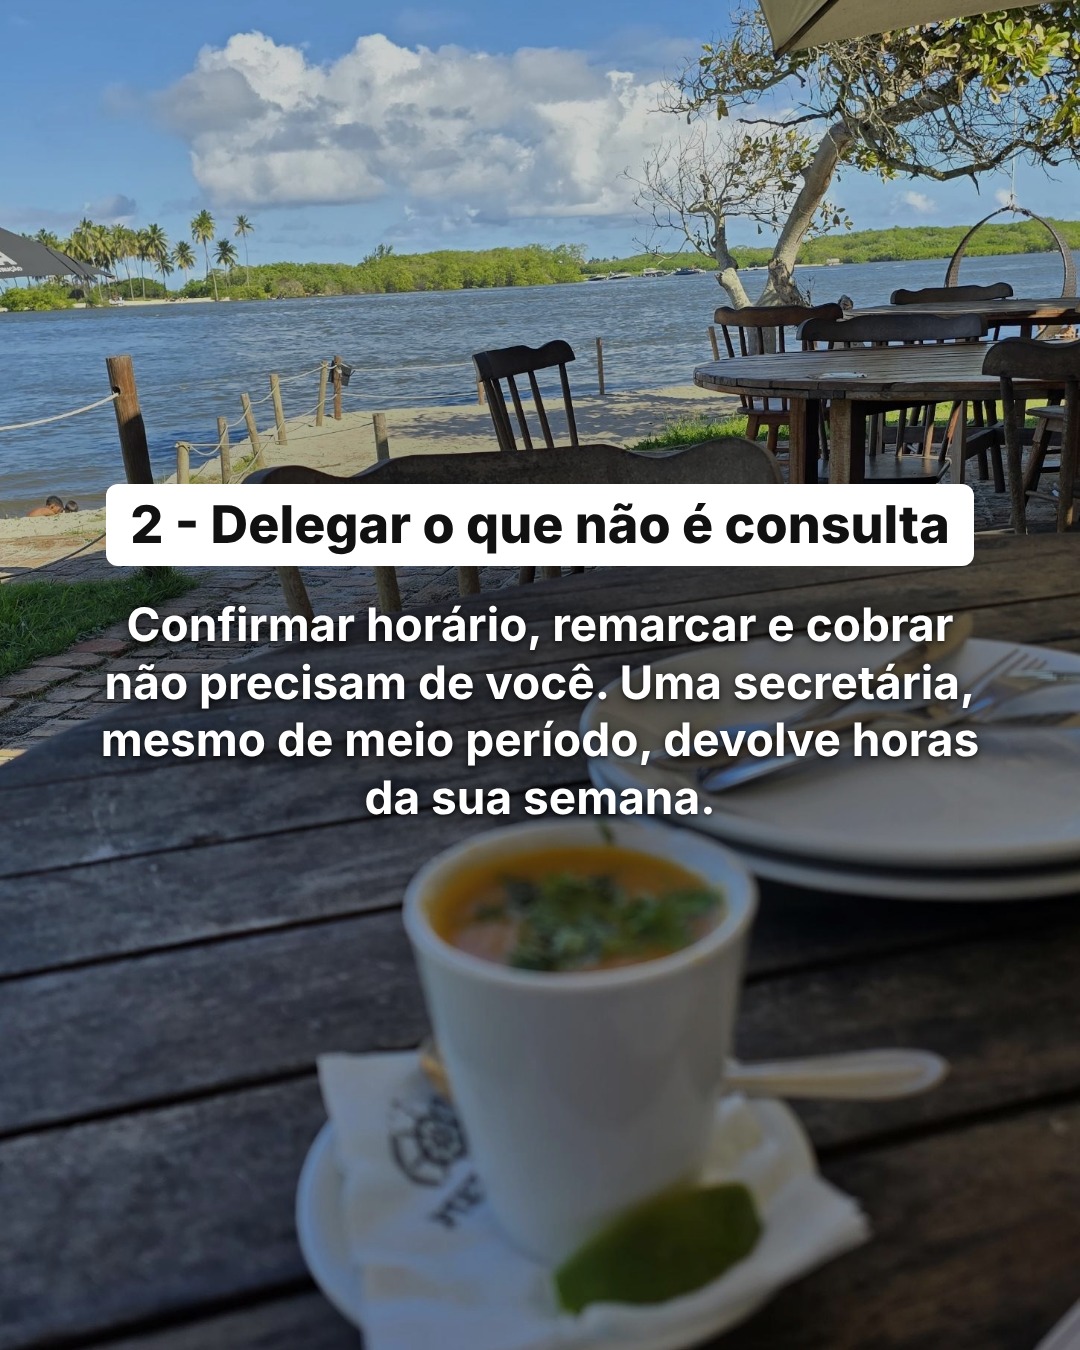 2 - Delegar o que não é consulta
Confirmar horário, remarcar e cobrar
não precisam de você. Uma secretária,
mesmo de meio período, devolve horas
da sua semana.